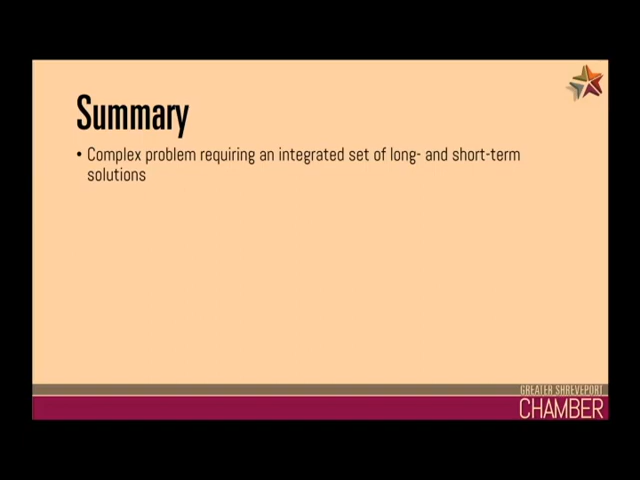 Summary
• Complex problem requiring an integrated set of long- and short-term
solutions
GREATER SHREVEPORT
CHAMBER